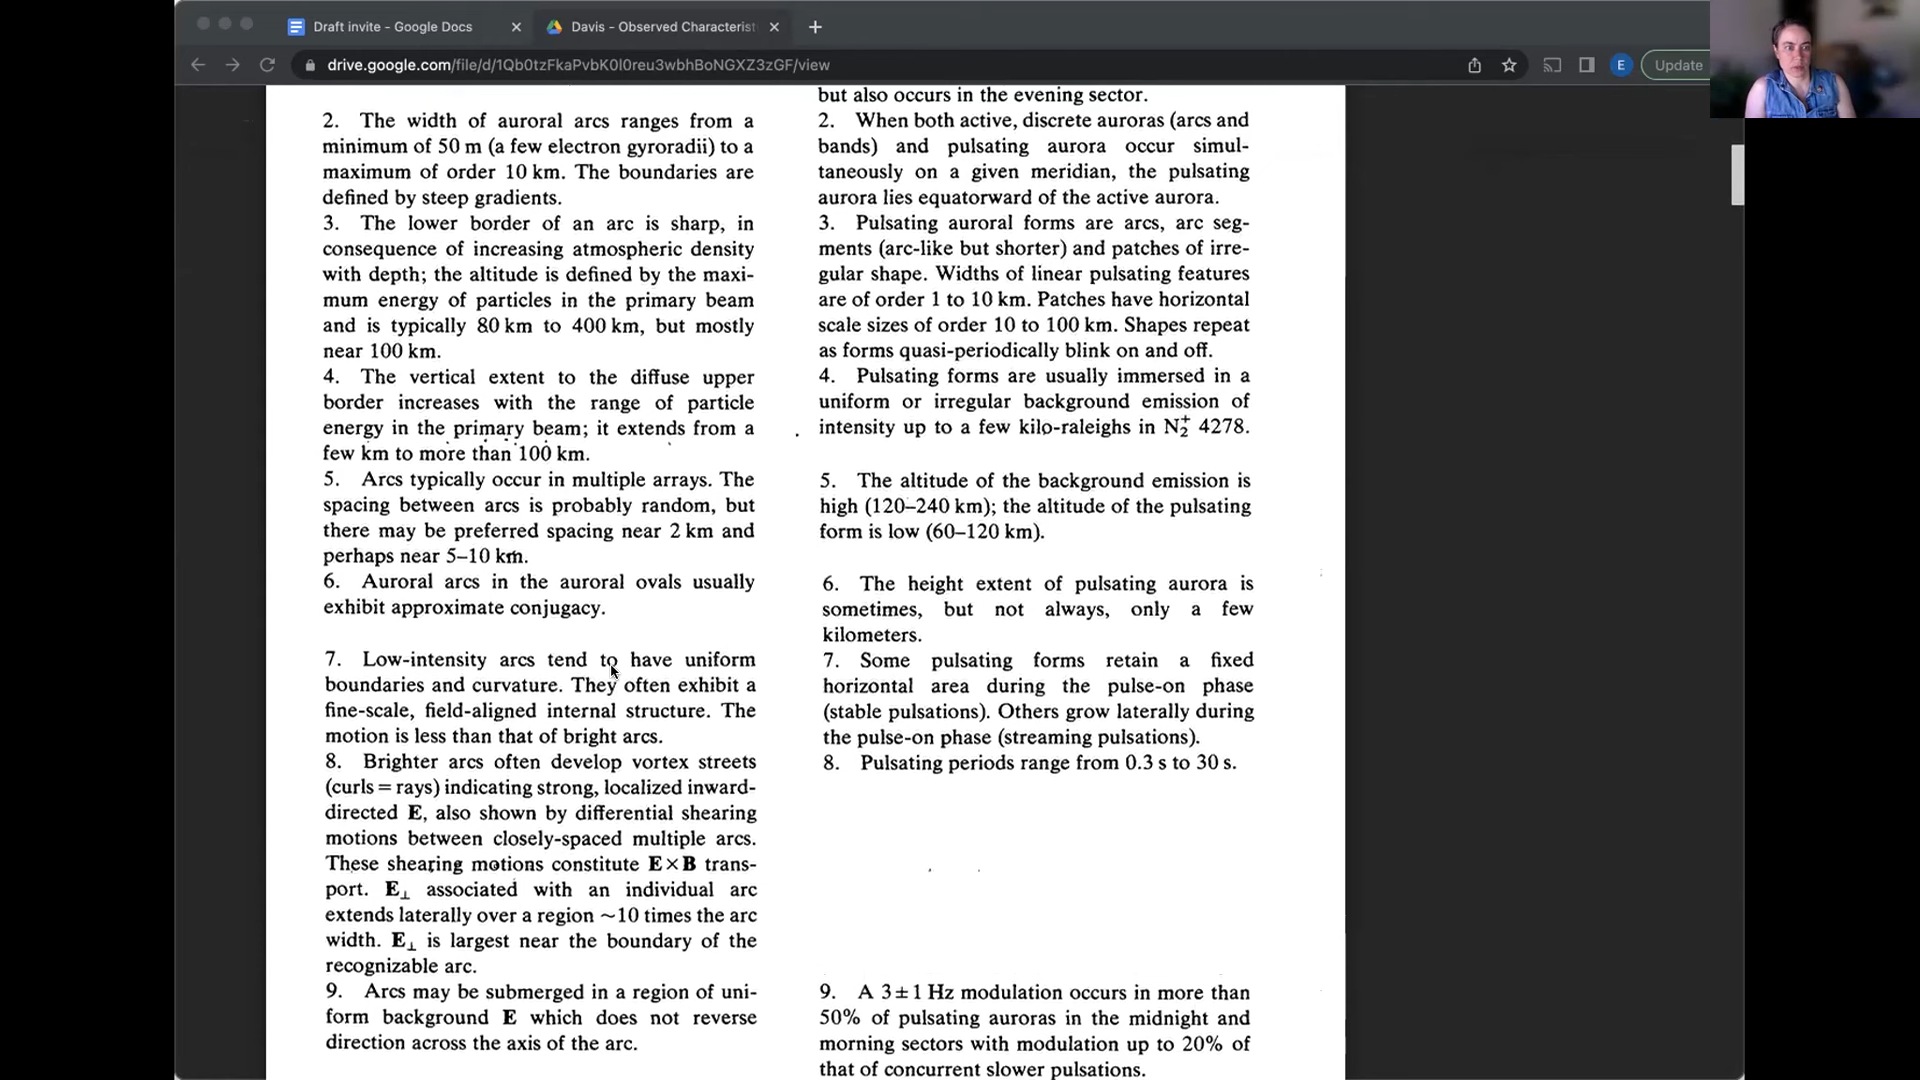 Draft invite - Google Docs
Davis - Observed Characterist
drive.google.com/file/d/1Qb0tzFkaPvbK0l0reu3wbhBoNGXZ3zGF/view
E
Update
2. The width of auroral arcs ranges from a
minimum of 50 m (a few electron gyroradii) to a
maximum of order 10 km. The boundaries are
defined by steep gradients.
3. The lower border of an arc is sharp, in
consequence of increasing atmospheric density
with depth; the altitude is defined by the maxi-
mum energy of particles in the primary beam
and is typically 80 km to 400 km, but mostly
near 100 km.
4. The vertical extent to the diffuse upper
border increases with the range of particle
energy in the primary beam; it extends from a
few km to more than 100 km.
5. Arcs typically occur in multiple arrays. The
spacing between arcs is probably random, but
there may be preferred spacing near 2 km and
perhaps near 5–10 km.
6. Auroral arcs in the auroral ovals usually
exhibit approximate conjugacy.
7. Low-intensity arcs tend to have uniform
boundaries and curvature. They often exhibit a
fine-scale, field-aligned internal structure. The
motion is less than that of bright arcs.
8. Brighter arcs often develop vortex streets
(curls = rays) indicating strong, localized inward-
directed E, also shown by differential shearing
motions between closely-spaced multiple arcs.
These shearing motions constitute E×B trans-
port. E⊥ associated with an individual arc
extends laterally over a region ~10 times the arc
width. E⊥ is largest near the boundary of the
recognizable arc.
9. Arcs may be submerged in a region of uni-
form background E which does not reverse
direction across the axis of the arc.
but also occurs in the evening sector.
2. When both active, discrete auroras (arcs and
bands) and pulsating aurora occur simul-
taneously on a given meridian, the pulsating
aurora lies equatorward of the active aurora.
3. Pulsating auroral forms are arcs, arc seg-
ments (arc-like but shorter) and patches of irre-
gular shape. Widths of linear pulsating features
are of order 1 to 10 km. Patches have horizontal
scale sizes of order 10 to 100 km. Shapes repeat
as forms quasi-periodically blink on and off.
4. Pulsating forms are usually immersed in a
uniform or irregular background emission of
intensity up to a few kilo-raleighs in N₂⁺ 4278.
5. The altitude of the background emission is
high (120–240 km); the altitude of the pulsating
form is low (60–120 km).
6. The height extent of pulsating aurora is
sometimes, but not always, only a few
kilometers.
7. Some pulsating forms retain a fixed
horizontal area during the pulse-on phase
(stable pulsations). Others grow laterally during
the pulse-on phase (streaming pulsations).
8. Pulsating periods range from 0.3 s to 30 s.
9. A 3 ± 1 Hz modulation occurs in more than
50% of pulsating auroras in the midnight and
morning sectors with modulation up to 20% of
that of concurrent slower pulsations.